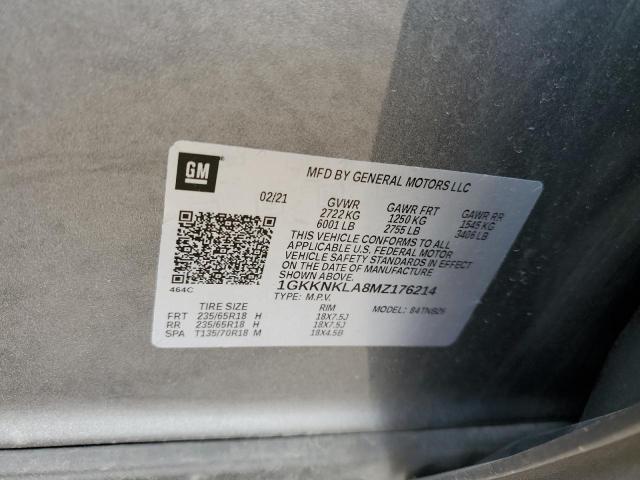 GM
MFD BY GENERAL MOTORS LLC
02/21 GVWR GAWR FRT GAWR RR
2722 KG 1250 KG 1545 KG
6001 LB 2755 LB 3406 LB
THIS VEHICLE CONFORMS TO ALL
APPLICABLE U.S. FEDERAL MOTOR
VEHICLE SAFETY STANDARDS IN EFFECT
ON THE DATE OF MANUFACTURE
SHOWN ABOVE.
464C 1GKKNKLA8MZ176214
TYPE: M.P.V. MODEL: 84TNB26
TIRE SIZE RIM
FRT 235/65R18 H 18X7.5J
RR 235/65R18 H 18X7.5J
SPA T135/70R18 M 18X4.5B